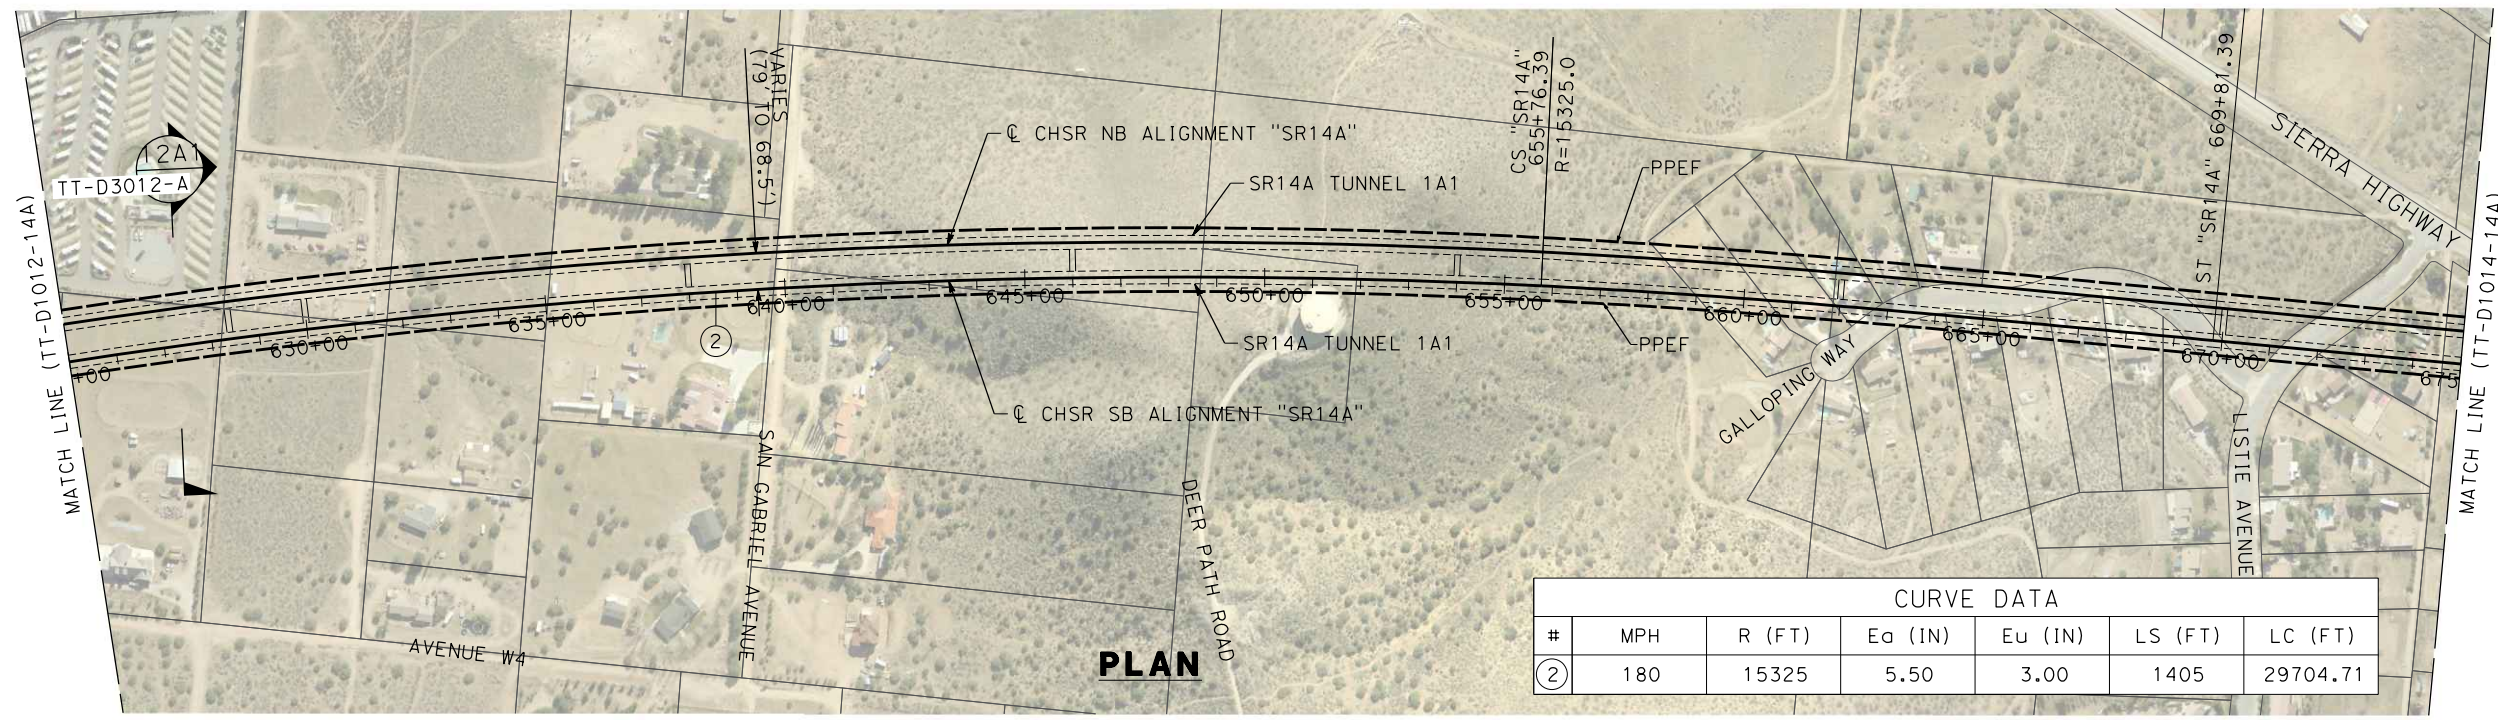 VARIES
(79' TO 68.5')
CS "SR14A"
655+76.39
R=15325.0
ST "SR14A" 669+81.39
SIERRA HIGHWAY
℄ CHSR NB ALIGNMENT "SR14A"
12A1
TT-D3012-A
SR14A TUNNEL 1A1
PPEF
MATCH LINE (TT-D1012-14A)
MATCH LINE (TT-D1014-14A)
+00
630+00
635+00
640+00
645+00
650+00
655+00
660+00
665+00
670+00
675
2
SR14A TUNNEL 1A1
PPEF
GALLOPING WAY
℄ CHSR SB ALIGNMENT "SR14A"
SAN GABRIEL AVENUE
DEER PATH ROAD
LISTIE AVENUE
AVENUE W4
PLAN
CURVE DATA
# MPH R (FT) Ea (IN) Eu (IN) LS (FT) LC (FT)
2 180 15325 5.50 3.00 1405 29704.71